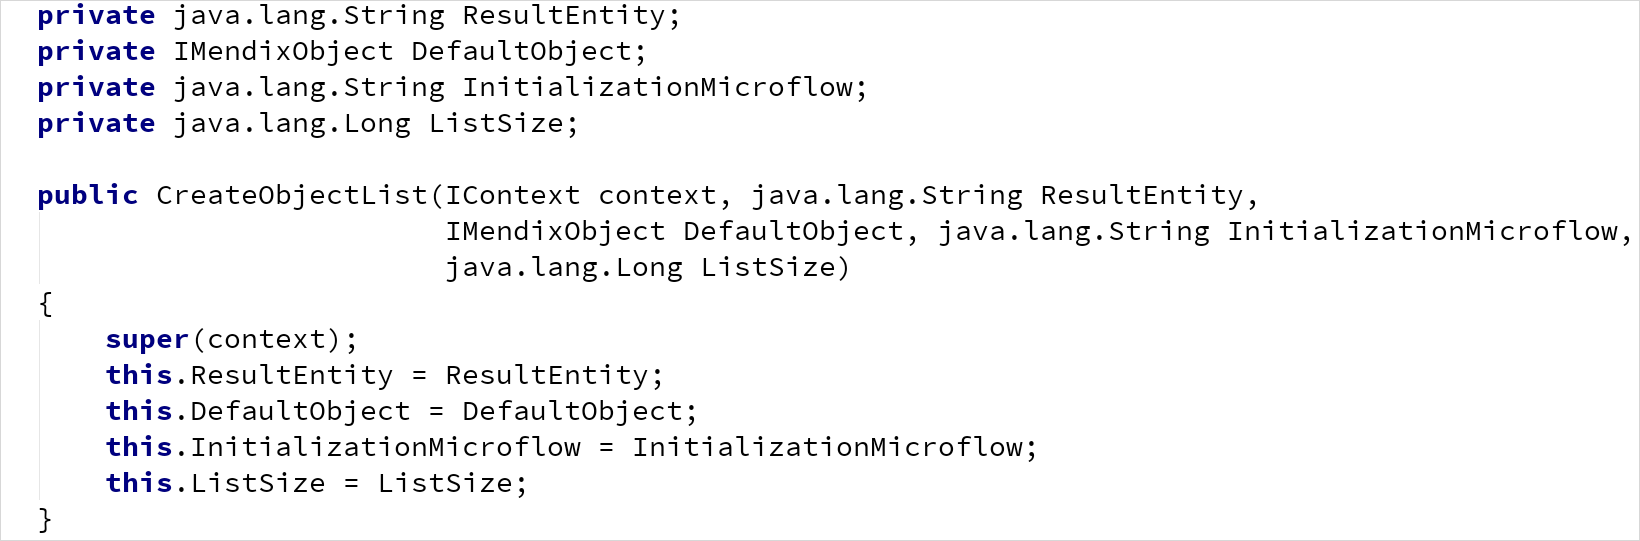 private java.lang.String ResultEntity;
private IMendixObject DefaultObject;
private java.lang.String InitializationMicroflow;
private java.lang.Long ListSize;
public CreateObjectList(IContext context, java.lang.String ResultEntity,
IMendixObject DefaultObject, java.lang.String InitializationMicroflow,
java.lang.Long ListSize)
{
super(context);
this.ResultEntity = ResultEntity;
this.DefaultObject = DefaultObject;
this.InitializationMicroflow = InitializationMicroflow;
this.ListSize = ListSize;
}